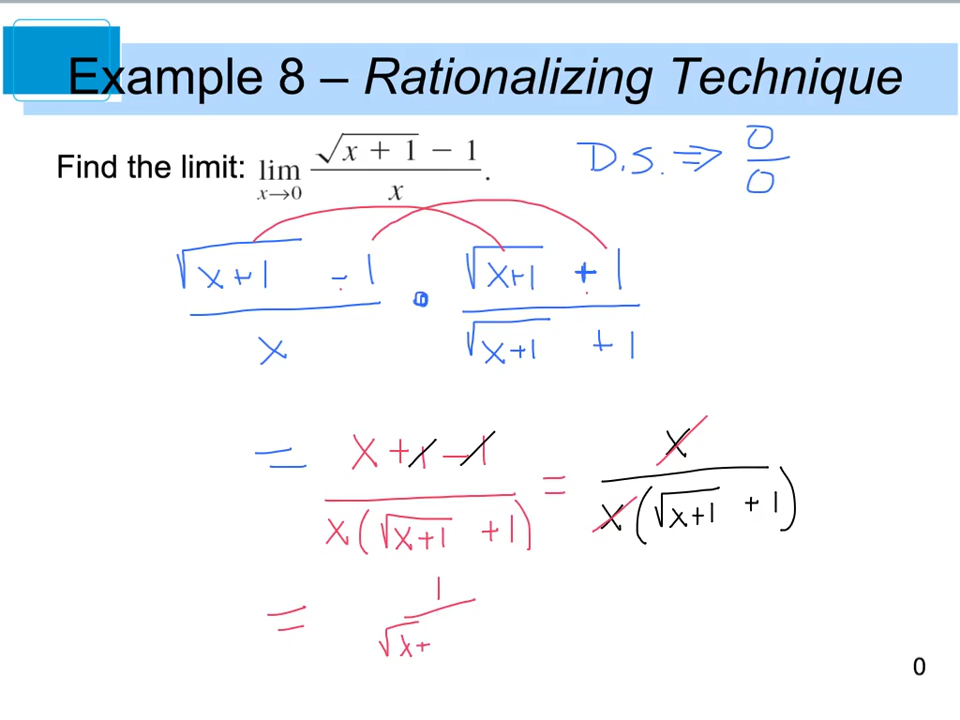 Example 8 – Rationalizing Technique
Find the limit: lim x→0 (√(x + 1) − 1)/x . D.S. ⇒ 0/0
(√(x+1) − 1)/x • (√(x+1) + 1)/(√(x+1) + 1)
= (x + 1 − 1)/(x(√(x+1) + 1)) = x/(x(√(x+1) + 1))
= 1/√x+
0